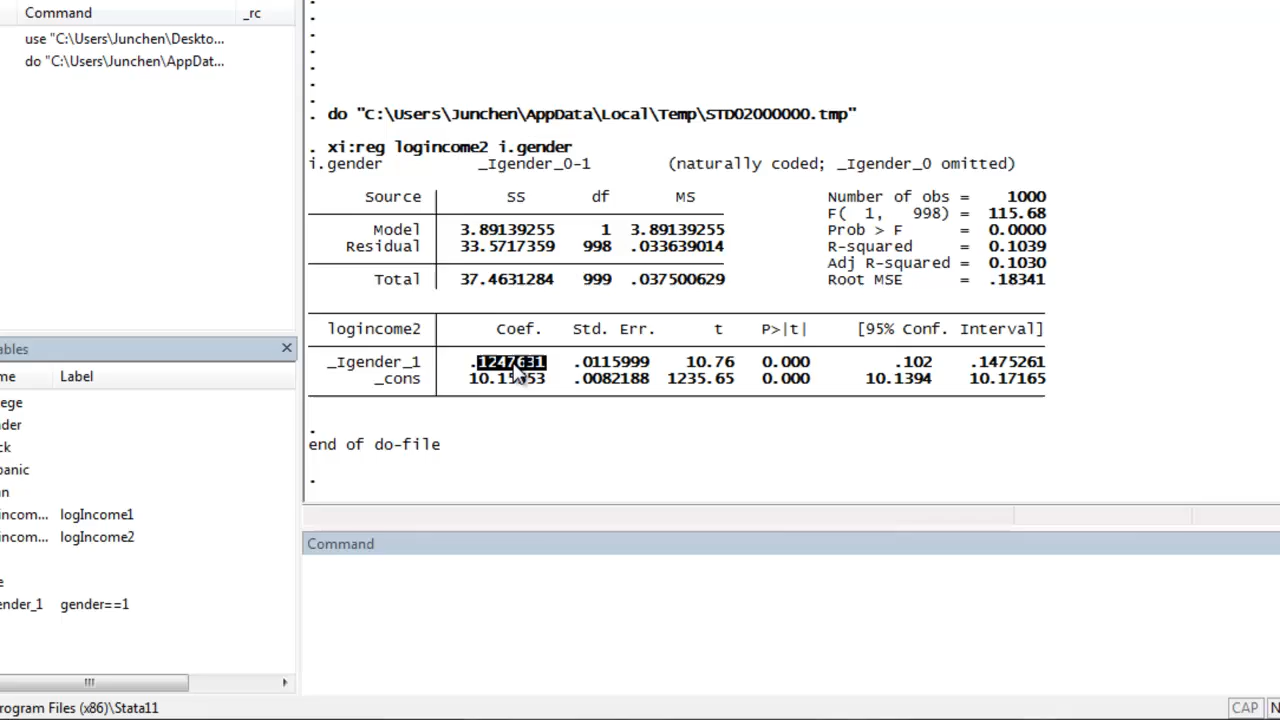 Command _rc
use "C:\Users\Junchen\Deskto...
do "C:\Users\Junchen\AppDat...
ables
me Label
ege
der
ck
panic
n
incom... logIncome1
incom... logIncome2
e
ender_1 gender==1
rogram Files (x86)\Stata11
.
.
.
.
.
.
.
. do "C:\Users\Junchen\AppData\Local\Temp\STD02000000.tmp"
. xi:reg logincome2 i.gender
i.gender _Igender_0-1 (naturally coded; _Igender_0 omitted)
Source SS df MS Number of obs = 1000
F( 1, 998) = 115.68
Model 3.89139255 1 3.89139255 Prob > F = 0.0000
Residual 33.5717359 998 .033639014 R-squared = 0.1039
Adj R-squared = 0.1030
Total 37.4631284 999 .037500629 Root MSE = .18341
logincome2 Coef. Std. Err. t P>|t| [95% Conf. Interval]
_Igender_1 .1247631 .0115999 10.76 0.000 .102 .1475261
_cons .0082188 1235.65 0.000 10.1394 10.17165
.
end of do-file
.
Command
CAP N